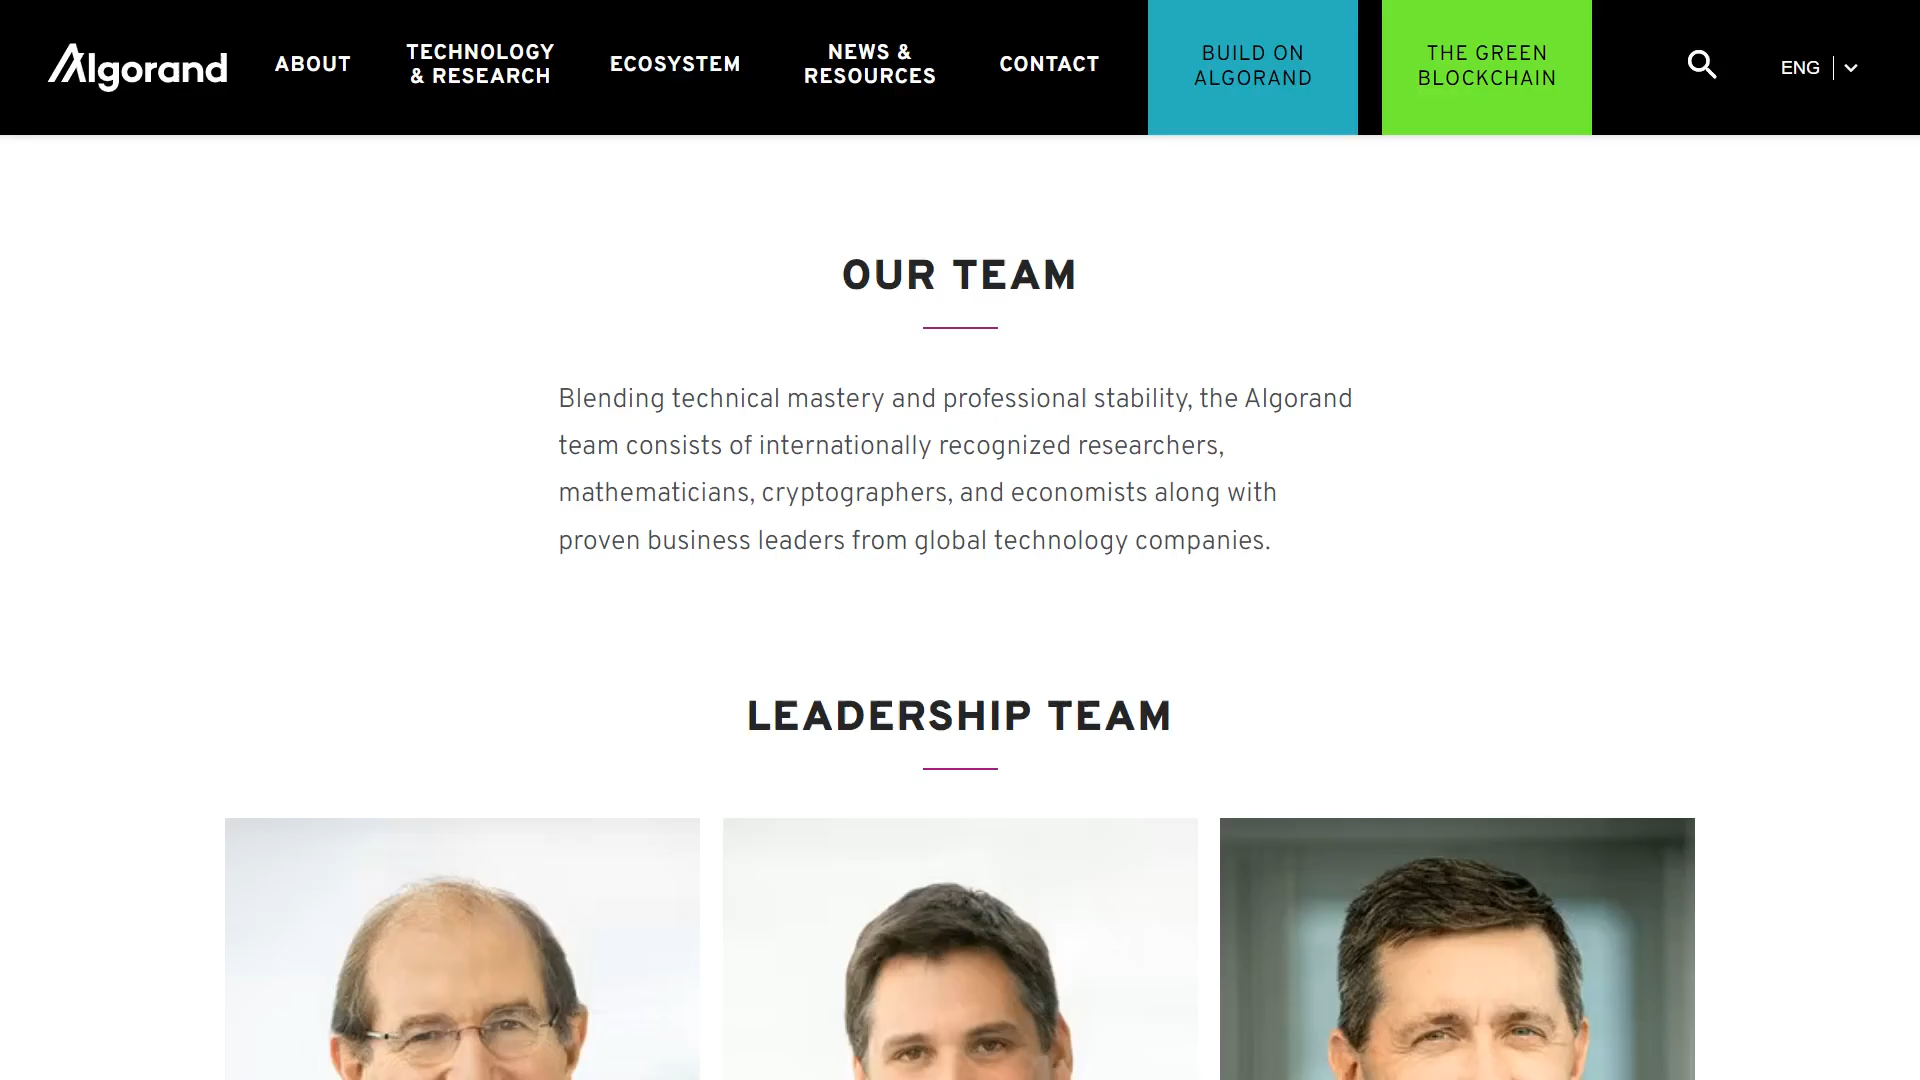 Algorand
ABOUT
TECHNOLOGY
& RESEARCH
ECOSYSTEM
NEWS &
RESOURCES
CONTACT
BUILD ON
ALGORAND
THE GREEN
BLOCKCHAIN
ENG
OUR TEAM
Blending technical mastery and professional stability, the Algorand
team consists of internationally recognized researchers,
mathematicians, cryptographers, and economists along with
proven business leaders from global technology companies.
LEADERSHIP TEAM